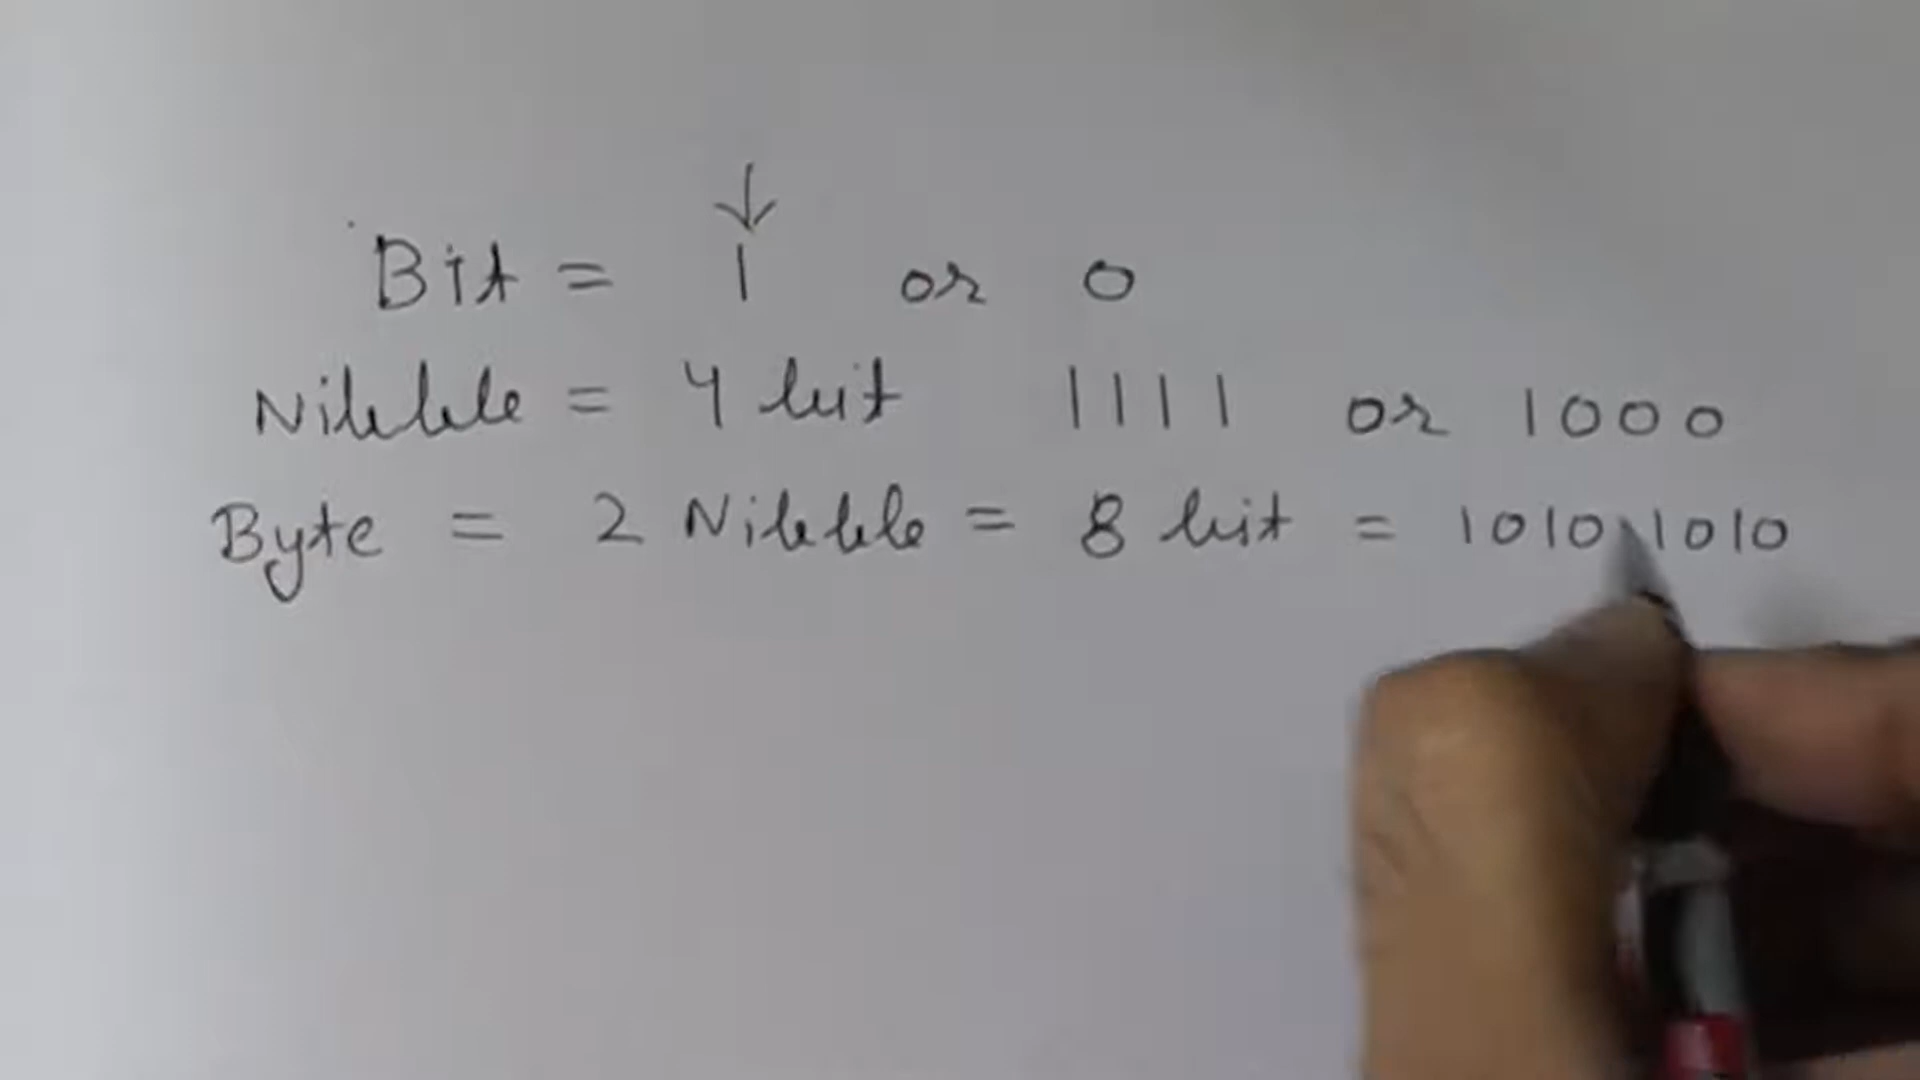 Bit = 1 or 0
Nibble = 4 bit 1111 or 1000
Byte = 2 Nibble = 8 bit = 1010 1010